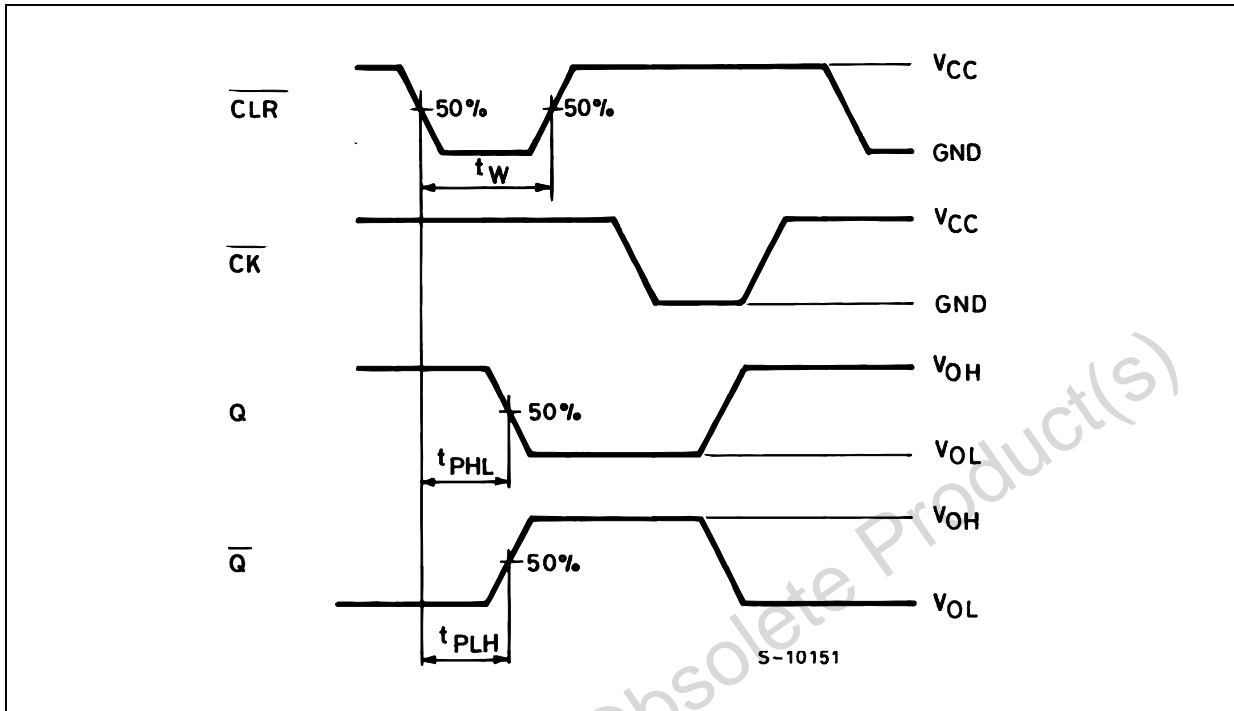 VCC
CLR
50%
50%
GND
tW
VCC
CK
GND
VOH
Q
50%
VOL
tPHL
VOH
Q
50%
VOL
tPLH
S-10151
Obsolete Product(s)